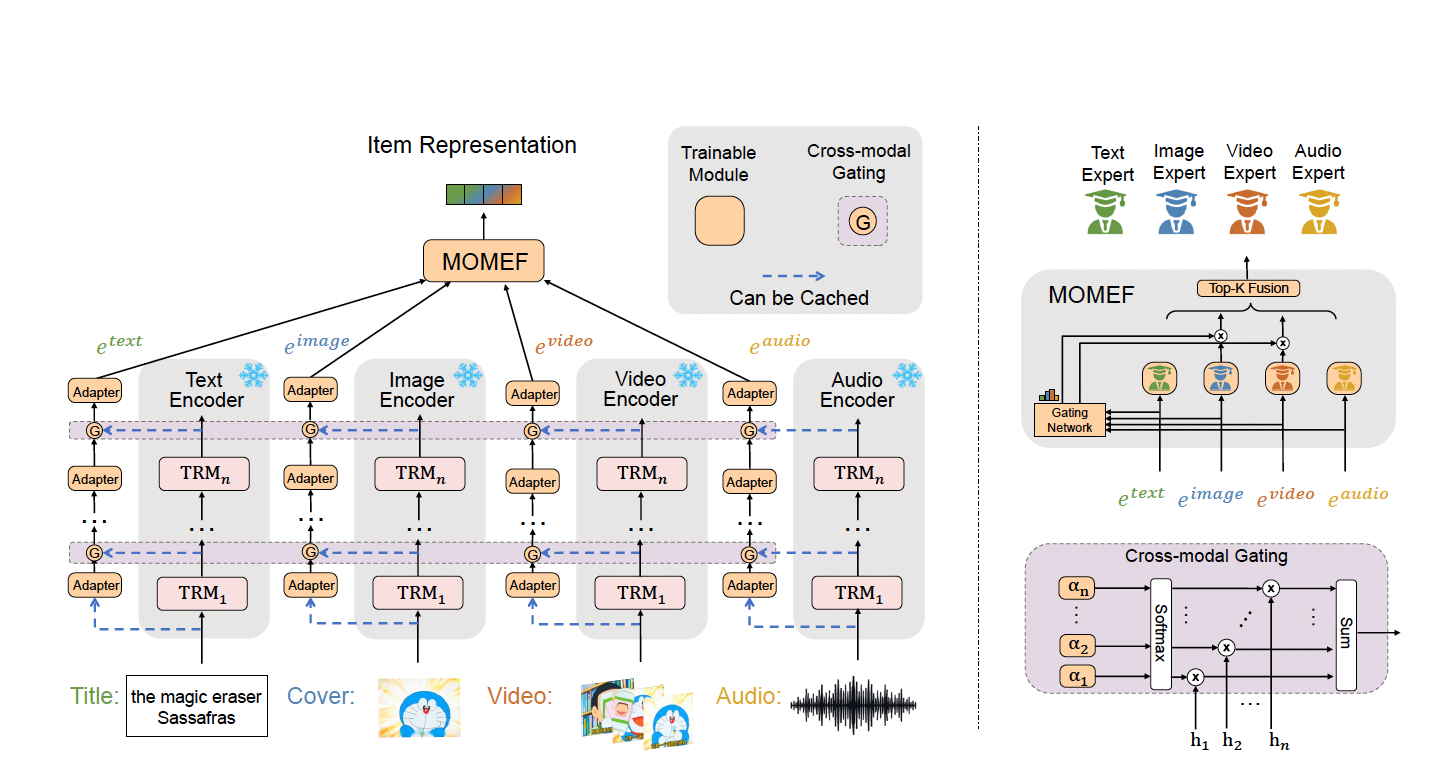 Item Representation
MOMEF
Trainable
Module
Cross-modal
Gating
G
Can be Cached
e^text
e^image
e^video
e^audio
Text
Encoder
Image
Encoder
Video
Encoder
Audio
Encoder
Adapter
Adapter
Adapter
Adapter
G
G
G
G
TRM_n
TRM_n
TRM_n
TRM_n
Adapter
Adapter
Adapter
Adapter
...
...
...
...
...
...
...
...
G
G
G
G
Adapter
Adapter
Adapter
Adapter
TRM_1
TRM_1
TRM_1
TRM_1
Title:
the magic eraser
Sassafras
Cover:
Video:
Audio:
Text
Expert
Image
Expert
Video
Expert
Audio
Expert
MOMEF
Top-K Fusion
x
x
Gating
Network
e^text
e^image
e^video
e^audio
Cross-modal Gating
α_n
⋮
α_2
α_1
Softmax
⋮
x
x
x
⋮
Sum
...
h_1
h_2
h_n